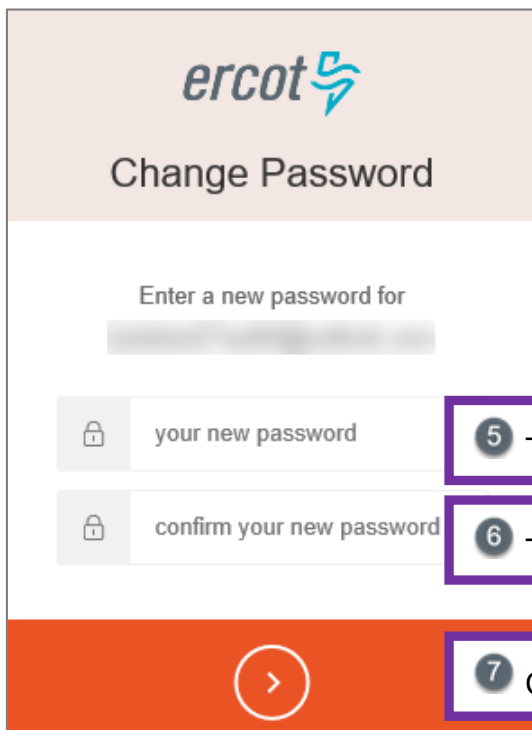 ercot
Change Password
Enter a new password for
your new password
5
confirm your new password
6
7